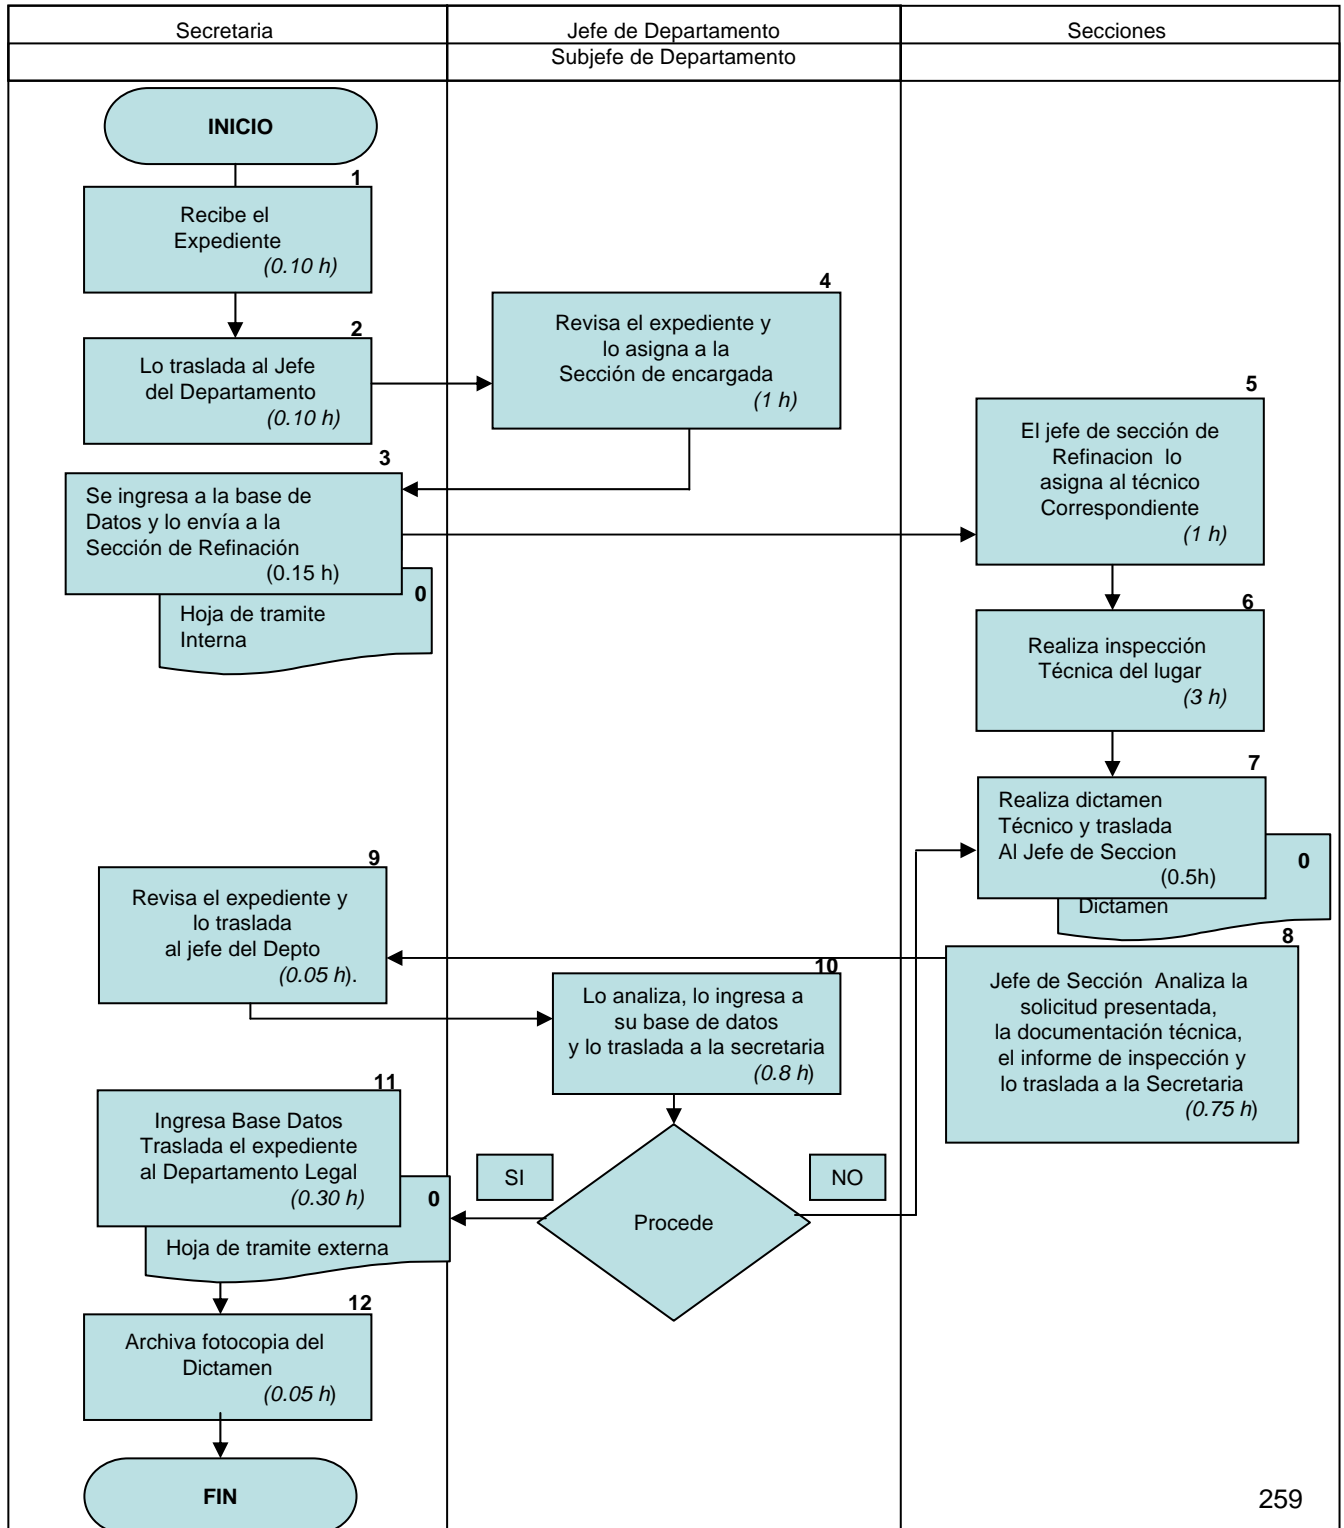 Secretaria
Jefe de Departamento
Subjefe de Departamento
Secciones
INICIO
1
Recibe el
Expediente
(0.10 h)
2
Lo traslada al Jefe
del Departamento
(0.10 h)
4
Revisa el expediente y
lo asigna a la
Sección de encargada
(1 h)
3
Se ingresa a la base de
Datos y lo envía a la
Sección de Refinación
(0.15 h)
0
Hoja de tramite
Interna
5
El jefe de sección de
Refinacion lo
asigna al técnico
Correspondiente
(1 h)
6
Realiza inspección
Técnica del lugar
(3 h)
7
Realiza dictamen
Técnico y traslada
Al Jefe de Seccion
(0.5h)
0
Dictamen
8
Jefe de Sección Analiza la
solicitud presentada,
la documentación técnica,
el informe de inspección y
lo traslada a la Secretaria
(0.75 h)
9
Revisa el expediente y
lo traslada
al jefe del Depto
(0.05 h).
10
Lo analiza, lo ingresa a
su base de datos
y lo traslada a la secretaria
(0.8 h)
Procede
SI
NO
11
Ingresa Base Datos
Traslada el expediente
al Departamento Legal
(0.30 h)
0
Hoja de tramite externa
12
Archiva fotocopia del
Dictamen
(0.05 h)
FIN
259